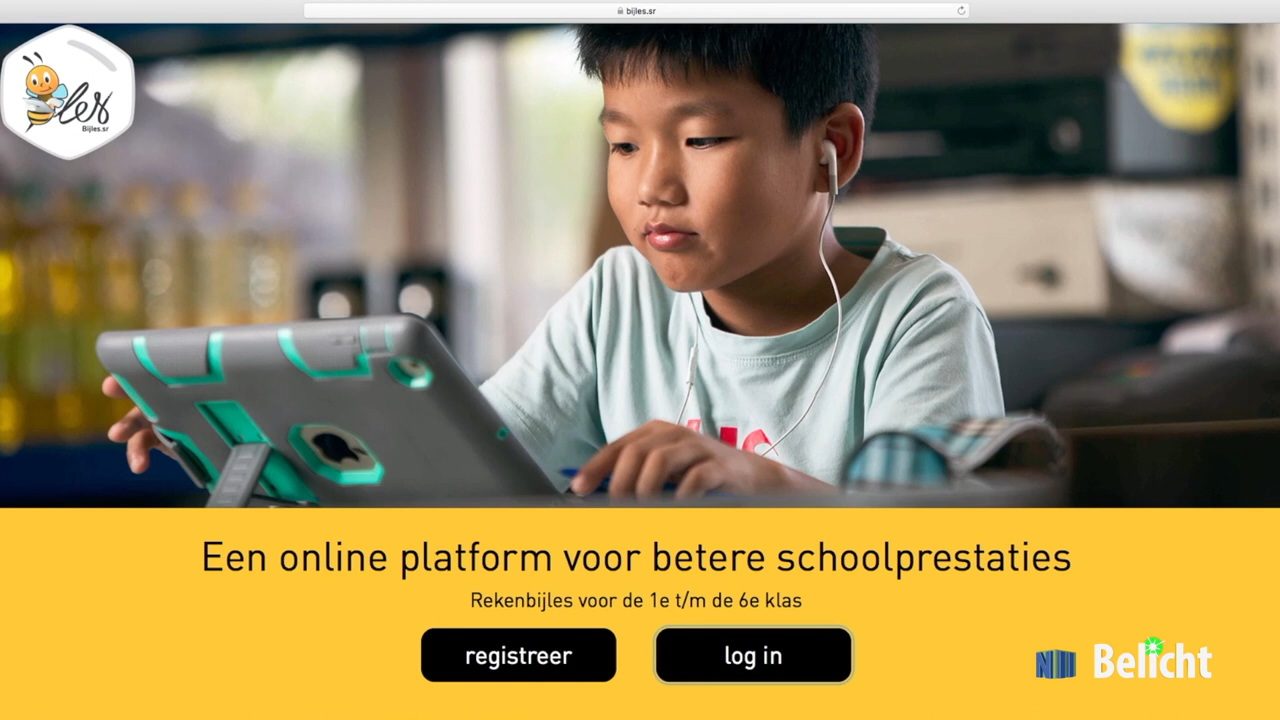 bijles.sr
les
Bijles.sr
Een online platform voor betere schoolprestaties
Rekenbijles voor de 1e t/m de 6e klas
registreer
log in
NII Belicht